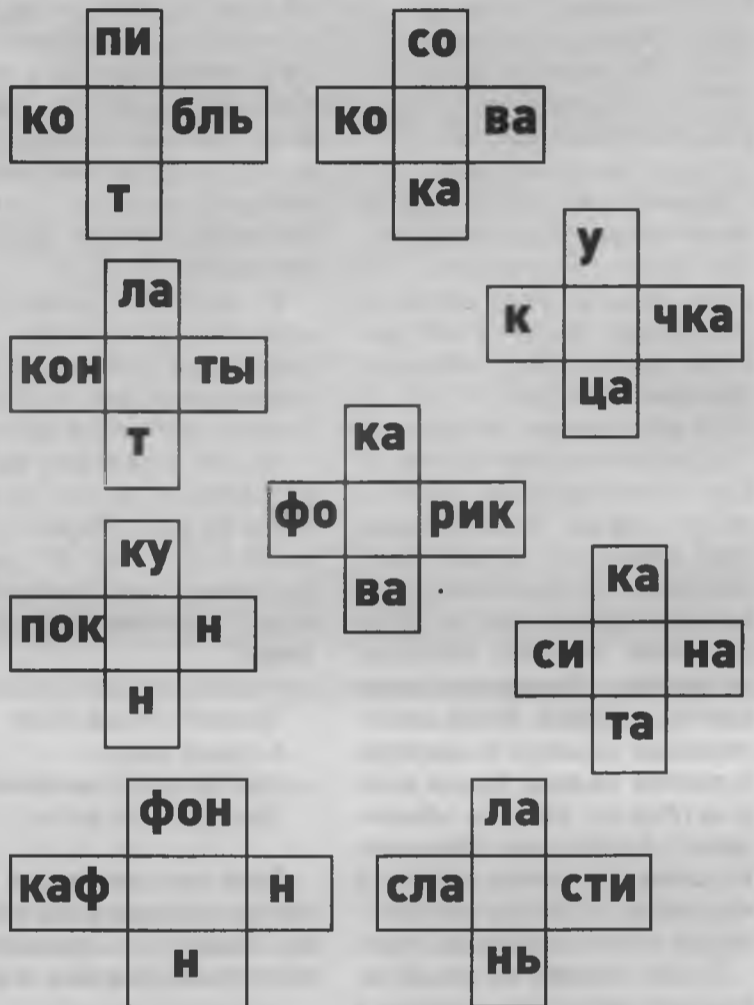 пи
ко бль
т
со
ко ва
ка
у
к чка
ца
ла
кон ты
т
ка
фо рик
ва
ку
пок н
н
ка
си на
та
фон
каф н
н
ла
сла сти
нь